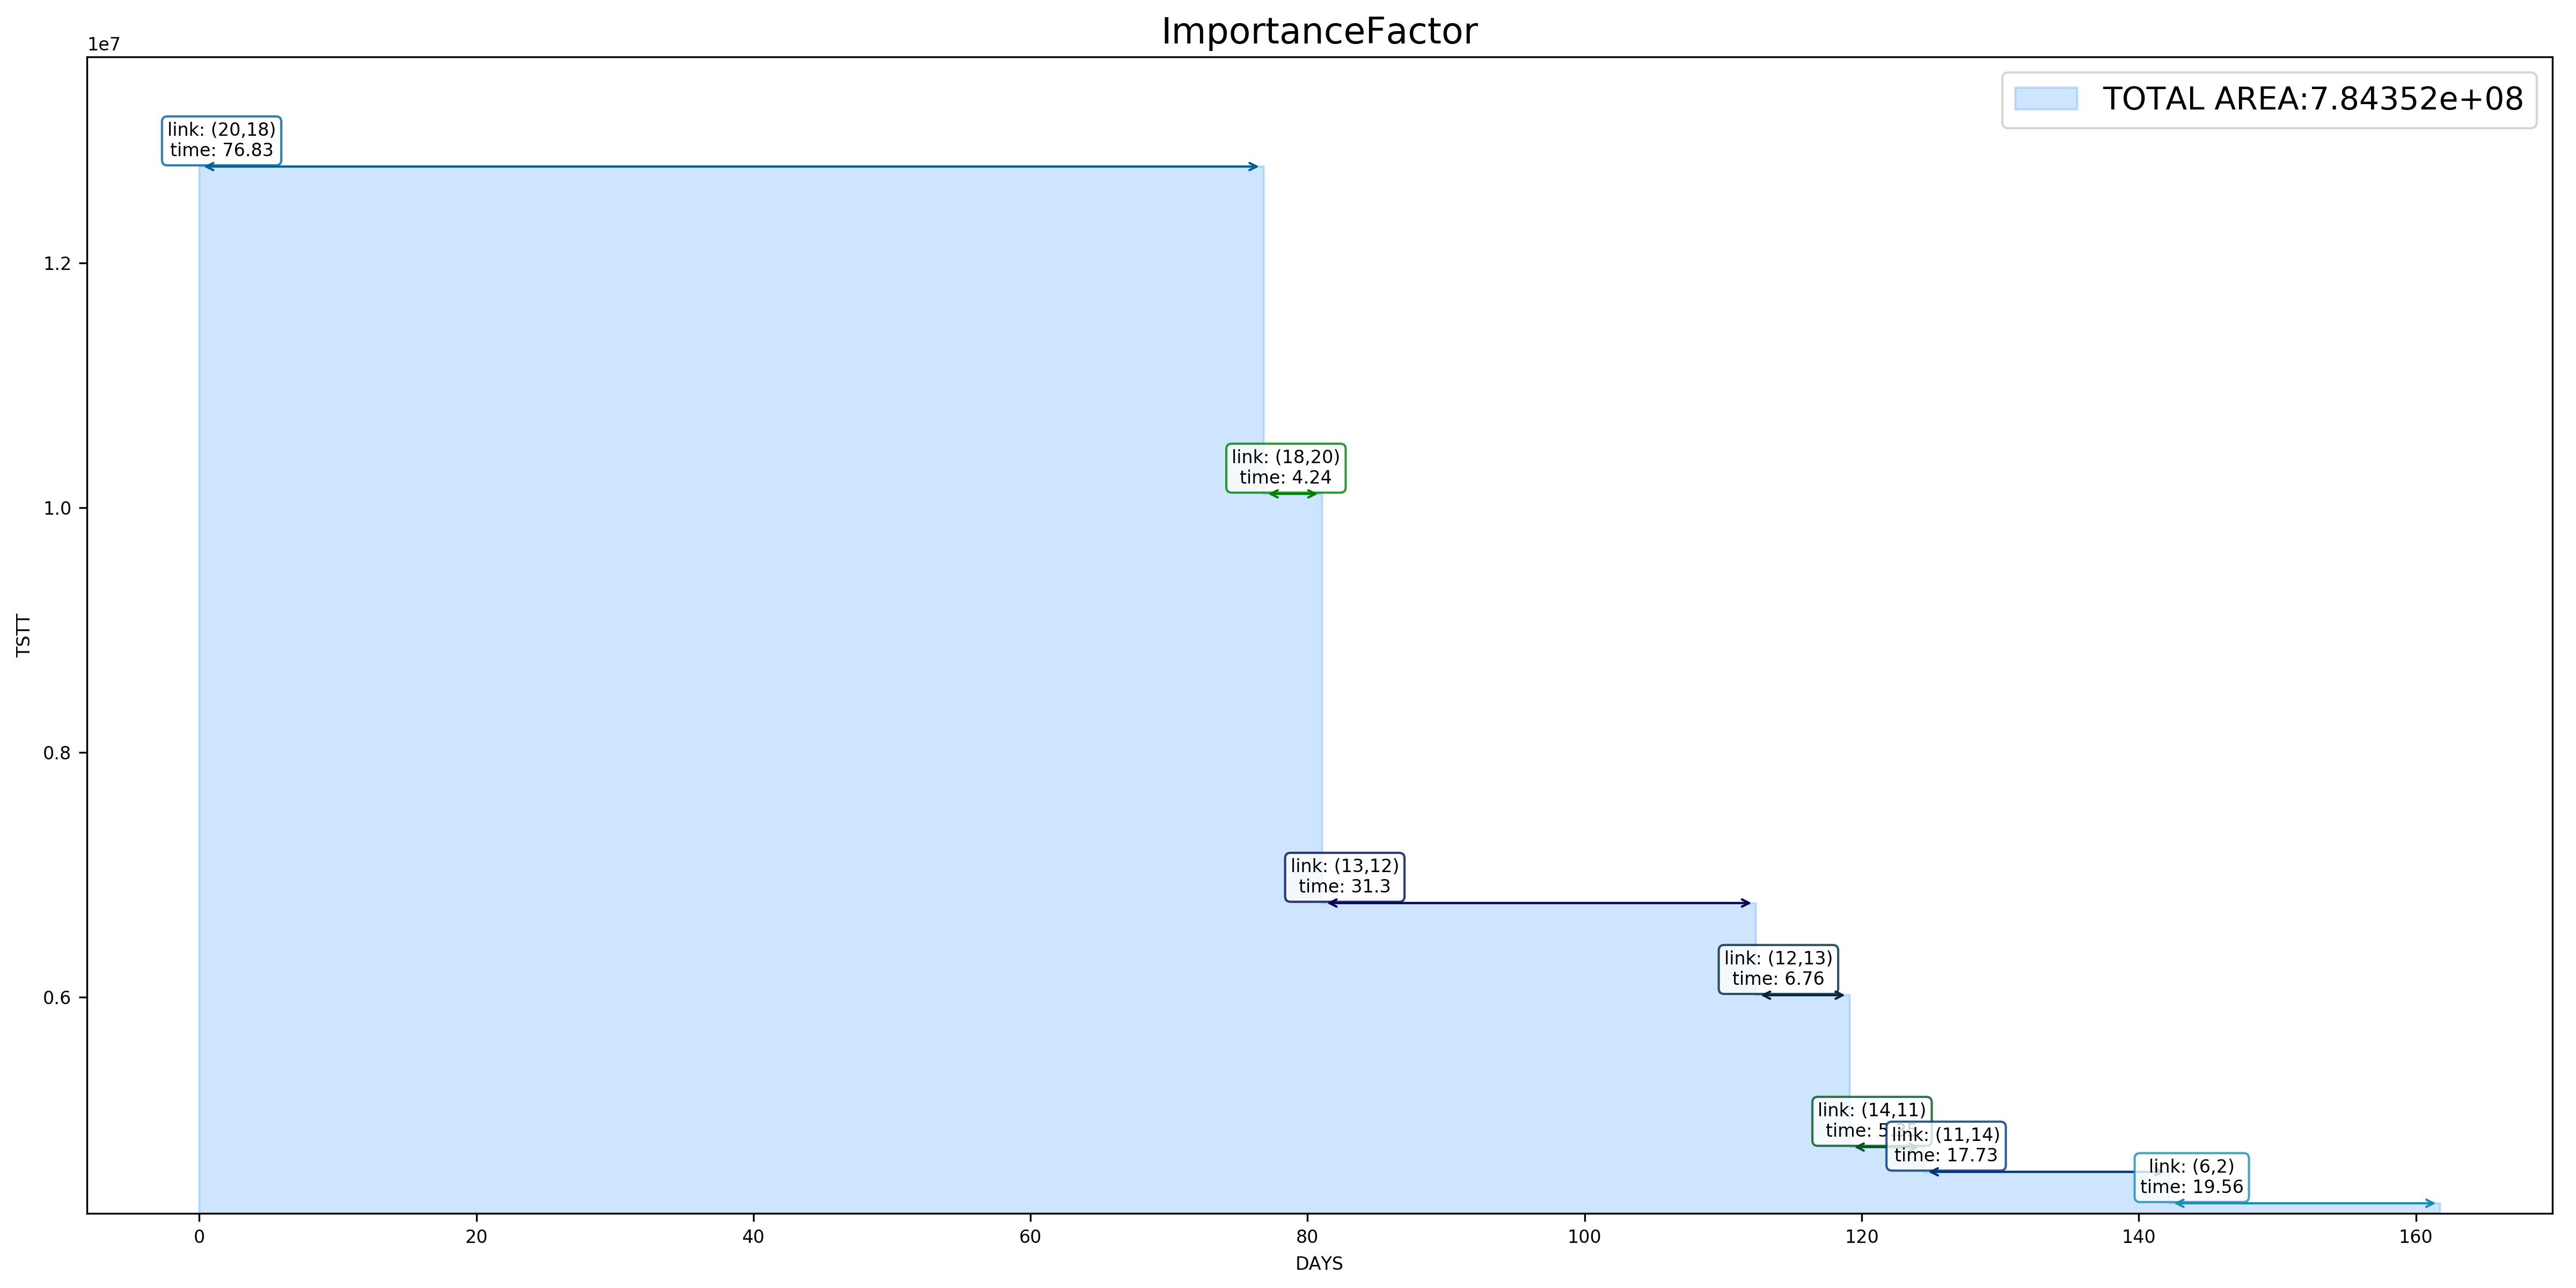 ImportanceFactor
1e7
TOTAL AREA:7.84352e+08
link: (20,18)
time: 76.83
1.2
link: (18,20)
time: 4.24
1.0
TSTT
0.8
link: (13,12)
time: 31.3
link: (12,13)
time: 6.76
0.6
link: (14,11)
time:
link: (11,14)
time: 17.73
link: (6,2)
time: 19.56
0
20
40
60
80
100
120
140
160
DAYS